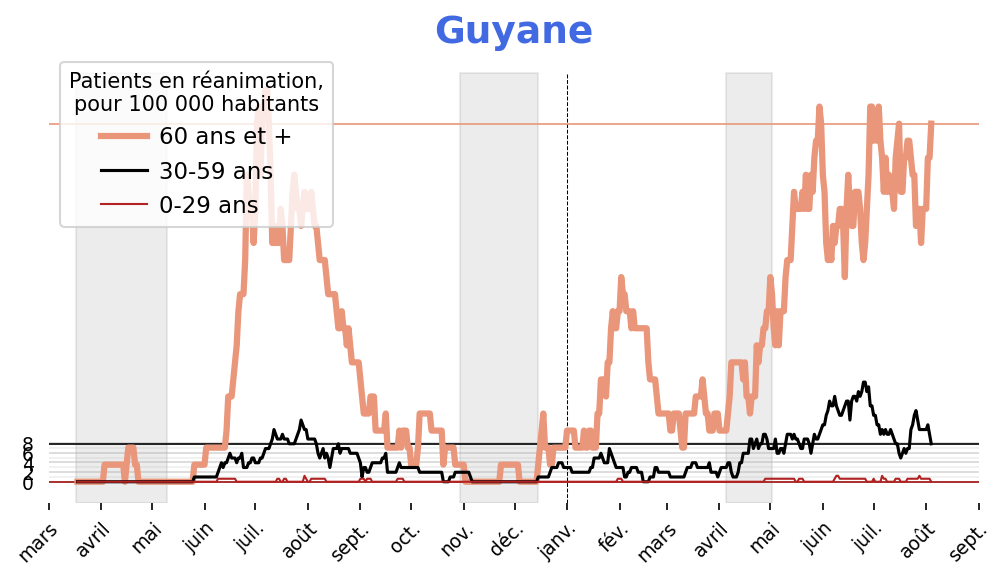 Guyane
Patients en réanimation,
pour 100 000 habitants
60 ans et +
30-59 ans
0-29 ans
8
6
4
2
0
mars
avril
mai
juin
juil.
août
sept.
oct.
nov.
déc.
janv.
fév.
mars
avril
mai
juin
juil.
août
sept.